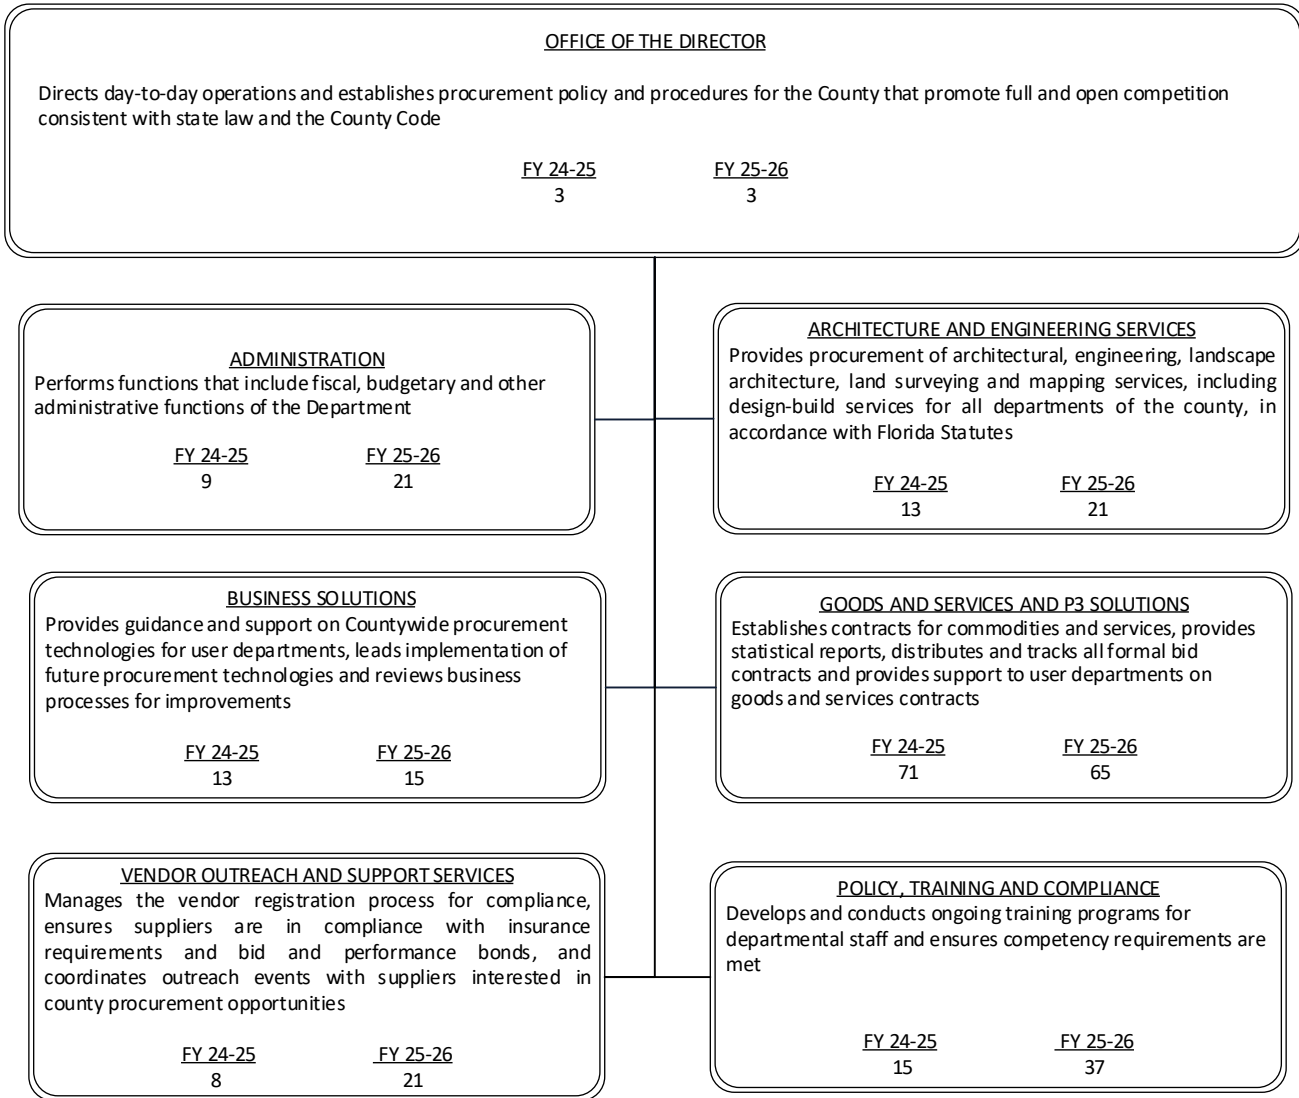 OFFICE OF THE DIRECTOR
Directs day-to-day operations and establishes procurement policy and procedures for the County that promote full and open competition
consistent with state law and the County Code
FY 24-25 FY 25-26
3 3
ADMINISTRATION
Performs functions that include fiscal, budgetary and other
administrative functions of the Department
FY 24-25 FY 25-26
9 21
ARCHITECTURE AND ENGINEERING SERVICES
Provides procurement of architectural, engineering, landscape
architecture, land surveying and mapping services, including
design-build services for all departments of the county, in
accordance with Florida Statutes
FY 24-25 FY 25-26
13 21
BUSINESS SOLUTIONS
Provides guidance and support on Countywide procurement
technologies for user departments, leads implementation of
future procurement technologies and reviews business
processes for improvements
FY 24-25 FY 25-26
13 15
GOODS AND SERVICES AND P3 SOLUTIONS
Establishes contracts for commodities and services, provides
statistical reports, distributes and tracks all formal bid
contracts and provides support to user departments on
goods and services contracts
FY 24-25 FY 25-26
71 65
VENDOR OUTREACH AND SUPPORT SERVICES
Manages the vendor registration process for compliance,
ensures suppliers are in compliance with insurance
requirements and bid and performance bonds, and
coordinates outreach events with suppliers interested in
county procurement opportunities
FY 24-25 FY 25-26
8 21
POLICY, TRAINING AND COMPLIANCE
Develops and conducts ongoing training programs for
departmental staff and ensures competency requirements are
met
FY 24-25 FY 25-26
15 37